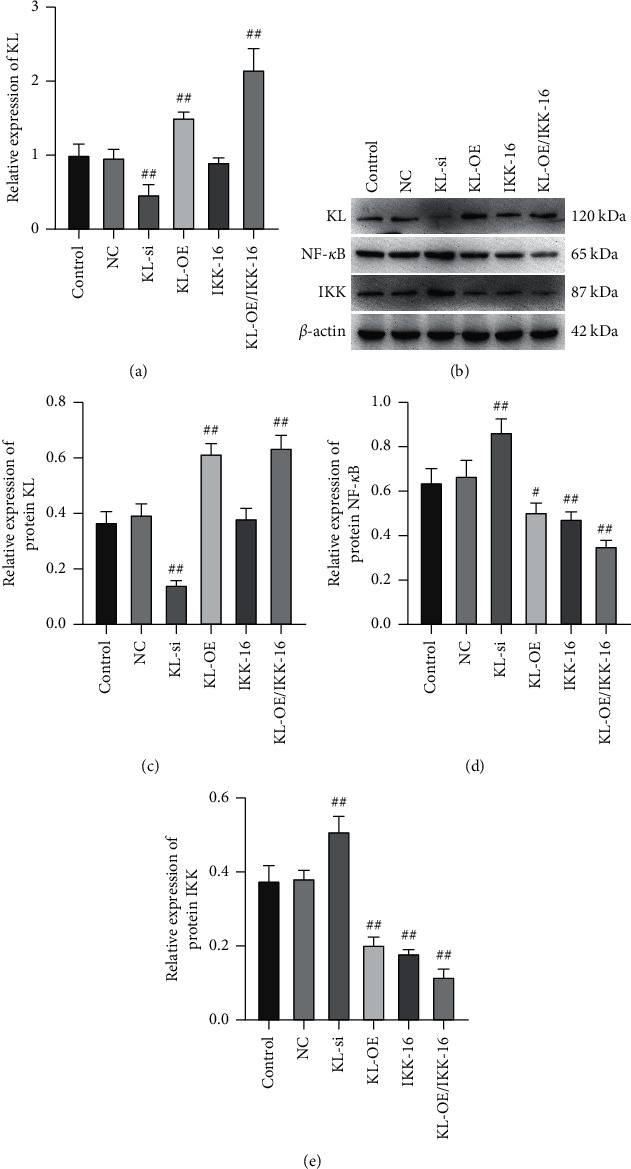 Relative expression of KL
3
2
1
0
##
##
##
Control
NC
KL-si
KL-OE
IKK-16
KL-OE/IKK-16
(a)
Control
NC
KL-si
KL-OE
IKK-16
KL-OE/IKK-16
KL
120 kDa
NF-κB
65 kDa
IKK
87 kDa
β-actin
42 kDa
(b)
Relative expression of
protein KL
0.8
0.6
0.4
0.2
0.0
##
##
##
Control
NC
KL-si
KL-OE
IKK-16
KL-OE/IKK-16
(c)
Relative expression of
protein NF-κB
1.0
0.8
0.6
0.4
0.2
0.0
##
#
##
##
Control
NC
KL-si
KL-OE
IKK-16
KL-OE/IKK-16
(d)
Relative expression of
protein IKK
0.6
0.4
0.2
0.0
##
##
##
##
Control
NC
KL-si
KL-OE
IKK-16
KL-OE/IKK-16
(e)